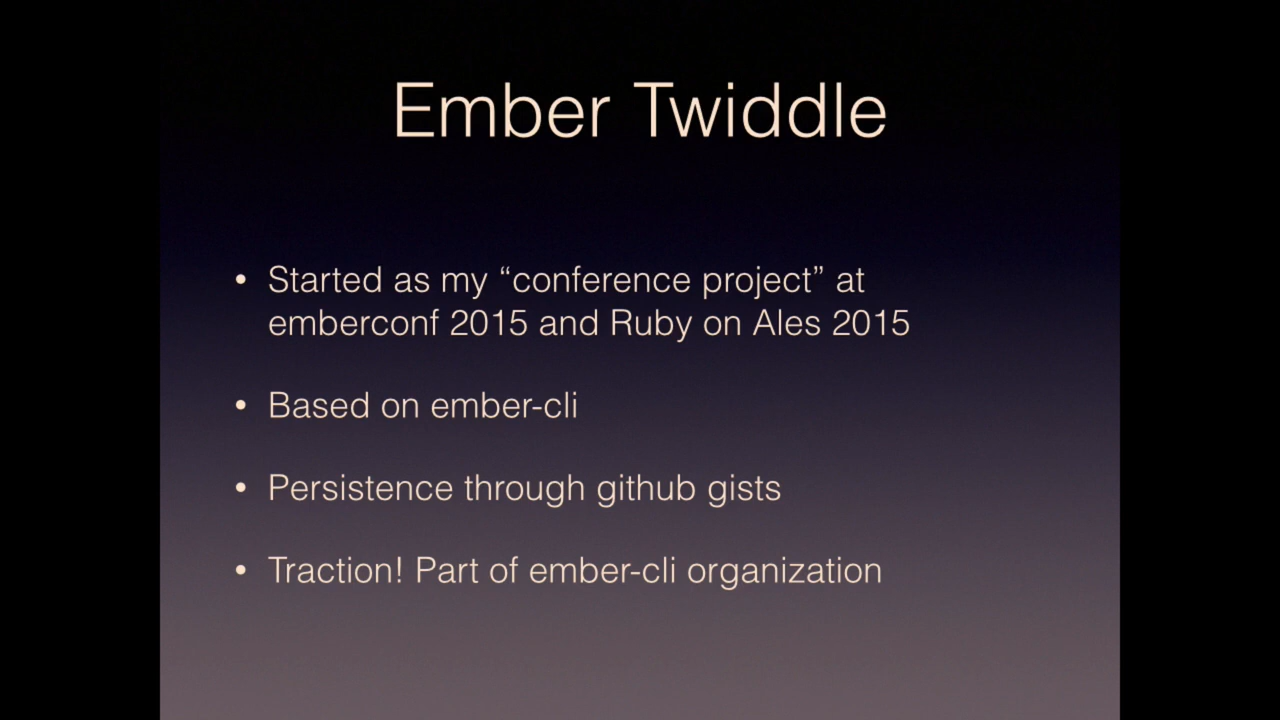 Ember Twiddle
• Started as my “conference project” at
emberconf 2015 and Ruby on Ales 2015
• Based on ember-cli
• Persistence through github gists
• Traction! Part of ember-cli organization